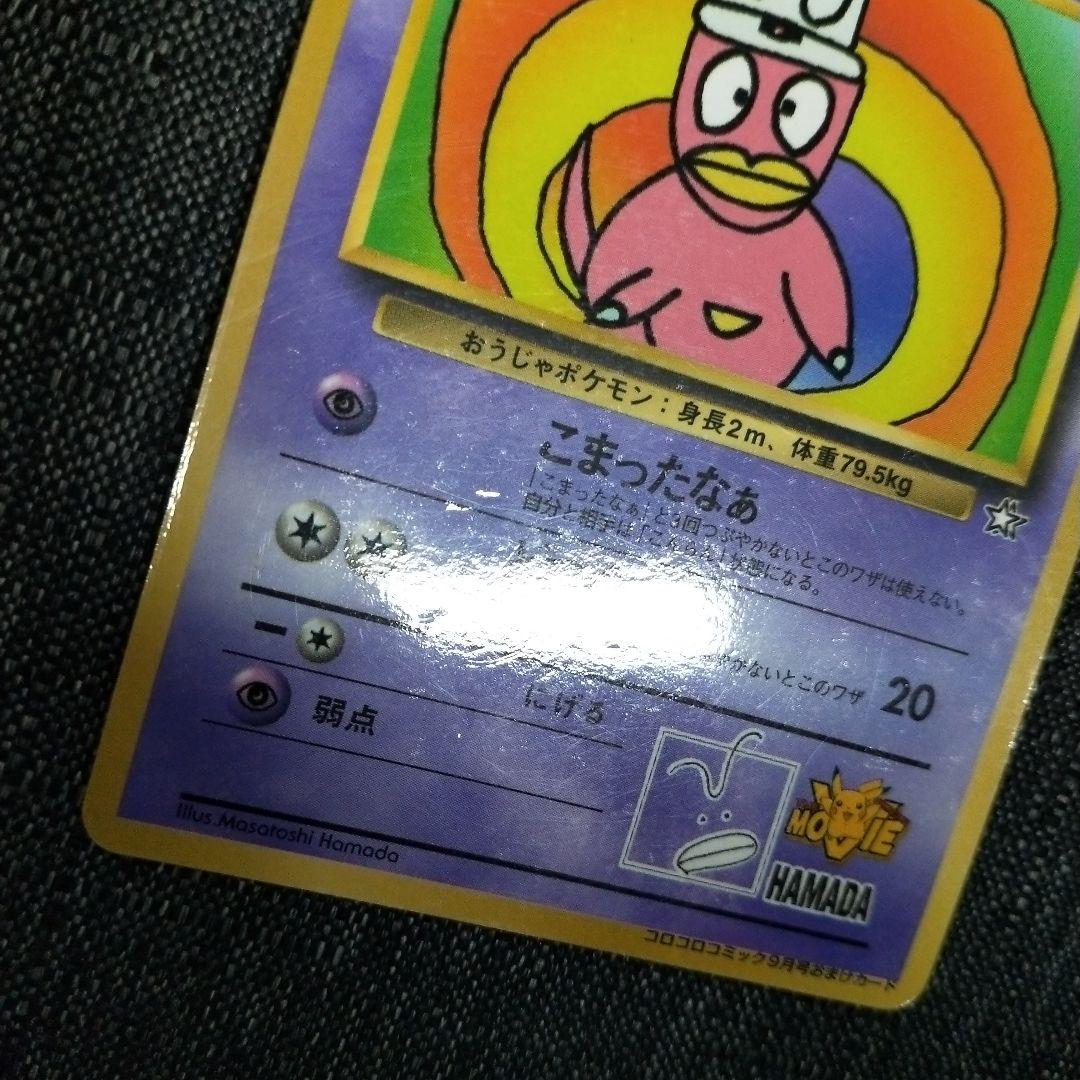 おうじゃポケモン：身長2m、体重79.5kg
こまったなぁ
「こまったなぁ」と3回つぶやかないとこのワザは使えない。
自分と相手は「こんらん」状態になる。
やかないとこのワザ
20
にげる
弱点
MOVIE
HAMADA
Illus.Masatoshi Hamada
コロコロコミック9月号おまけカード